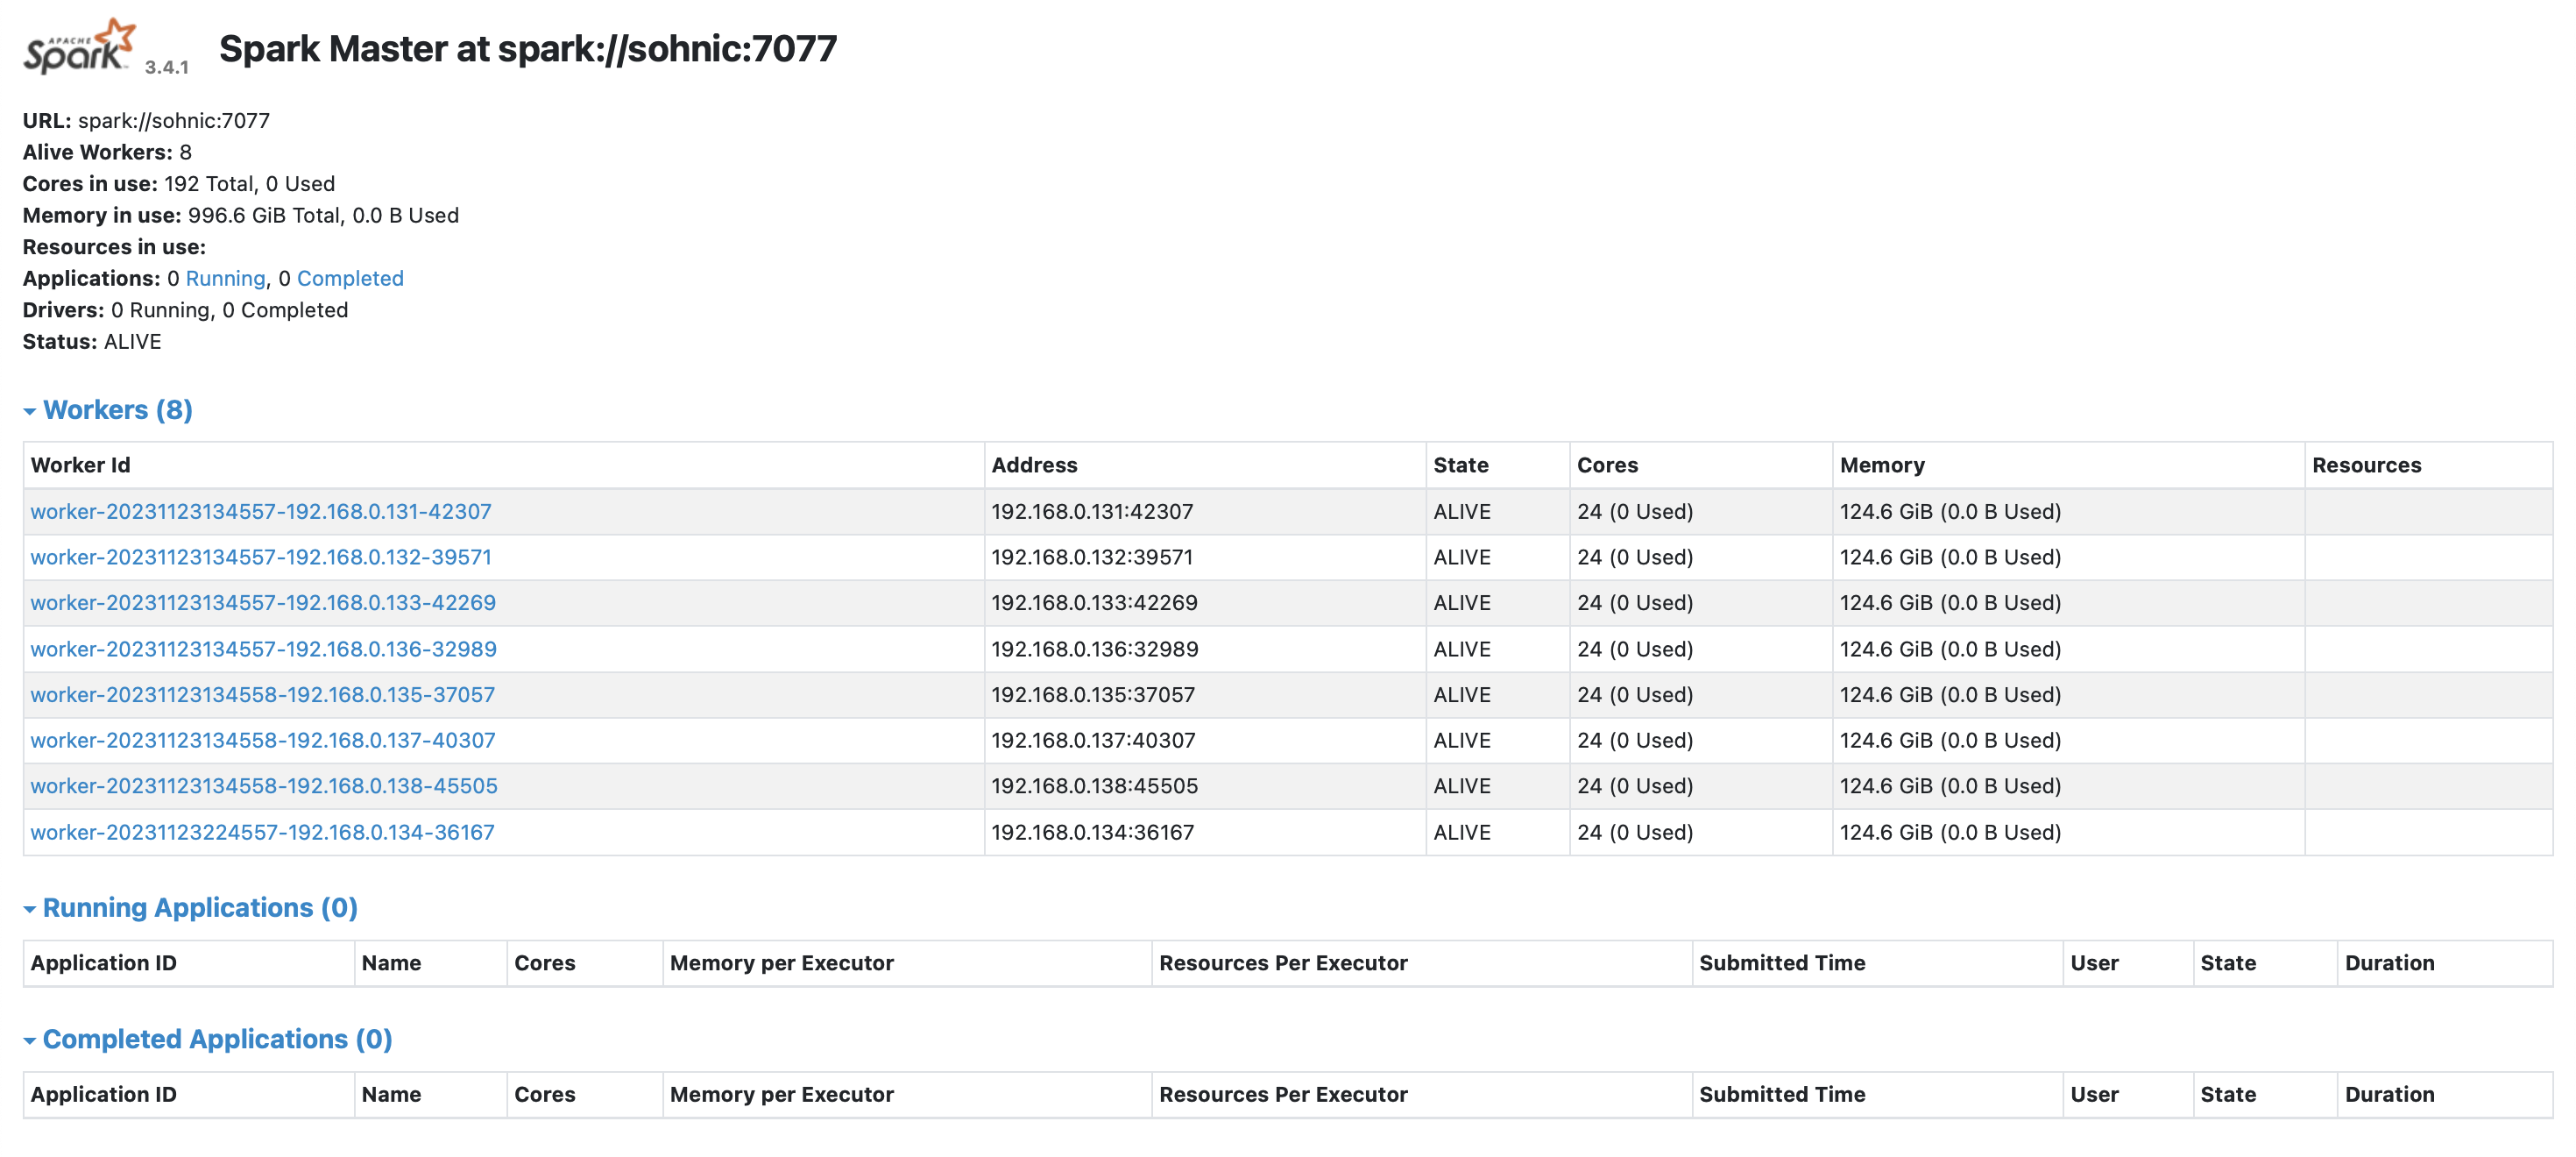 APACHE
Spark 3.4.1 Spark Master at spark://sohnic:7077
URL: spark://sohnic:7077
Alive Workers: 8
Cores in use: 192 Total, 0 Used
Memory in use: 996.6 GiB Total, 0.0 B Used
Resources in use:
Applications: 0 Running, 0 Completed
Drivers: 0 Running, 0 Completed
Status: ALIVE
Workers (8)
Worker Id Address State Cores Memory Resources
worker-20231123134557-192.168.0.131-42307 192.168.0.131:42307 ALIVE 24 (0 Used) 124.6 GiB (0.0 B Used)
worker-20231123134557-192.168.0.132-39571 192.168.0.132:39571 ALIVE 24 (0 Used) 124.6 GiB (0.0 B Used)
worker-20231123134557-192.168.0.133-42269 192.168.0.133:42269 ALIVE 24 (0 Used) 124.6 GiB (0.0 B Used)
worker-20231123134557-192.168.0.136-32989 192.168.0.136:32989 ALIVE 24 (0 Used) 124.6 GiB (0.0 B Used)
worker-20231123134558-192.168.0.135-37057 192.168.0.135:37057 ALIVE 24 (0 Used) 124.6 GiB (0.0 B Used)
worker-20231123134558-192.168.0.137-40307 192.168.0.137:40307 ALIVE 24 (0 Used) 124.6 GiB (0.0 B Used)
worker-20231123134558-192.168.0.138-45505 192.168.0.138:45505 ALIVE 24 (0 Used) 124.6 GiB (0.0 B Used)
worker-20231123224557-192.168.0.134-36167 192.168.0.134:36167 ALIVE 24 (0 Used) 124.6 GiB (0.0 B Used)
Running Applications (0)
Application ID Name Cores Memory per Executor Resources Per Executor Submitted Time User State Duration
Completed Applications (0)
Application ID Name Cores Memory per Executor Resources Per Executor Submitted Time User State Duration